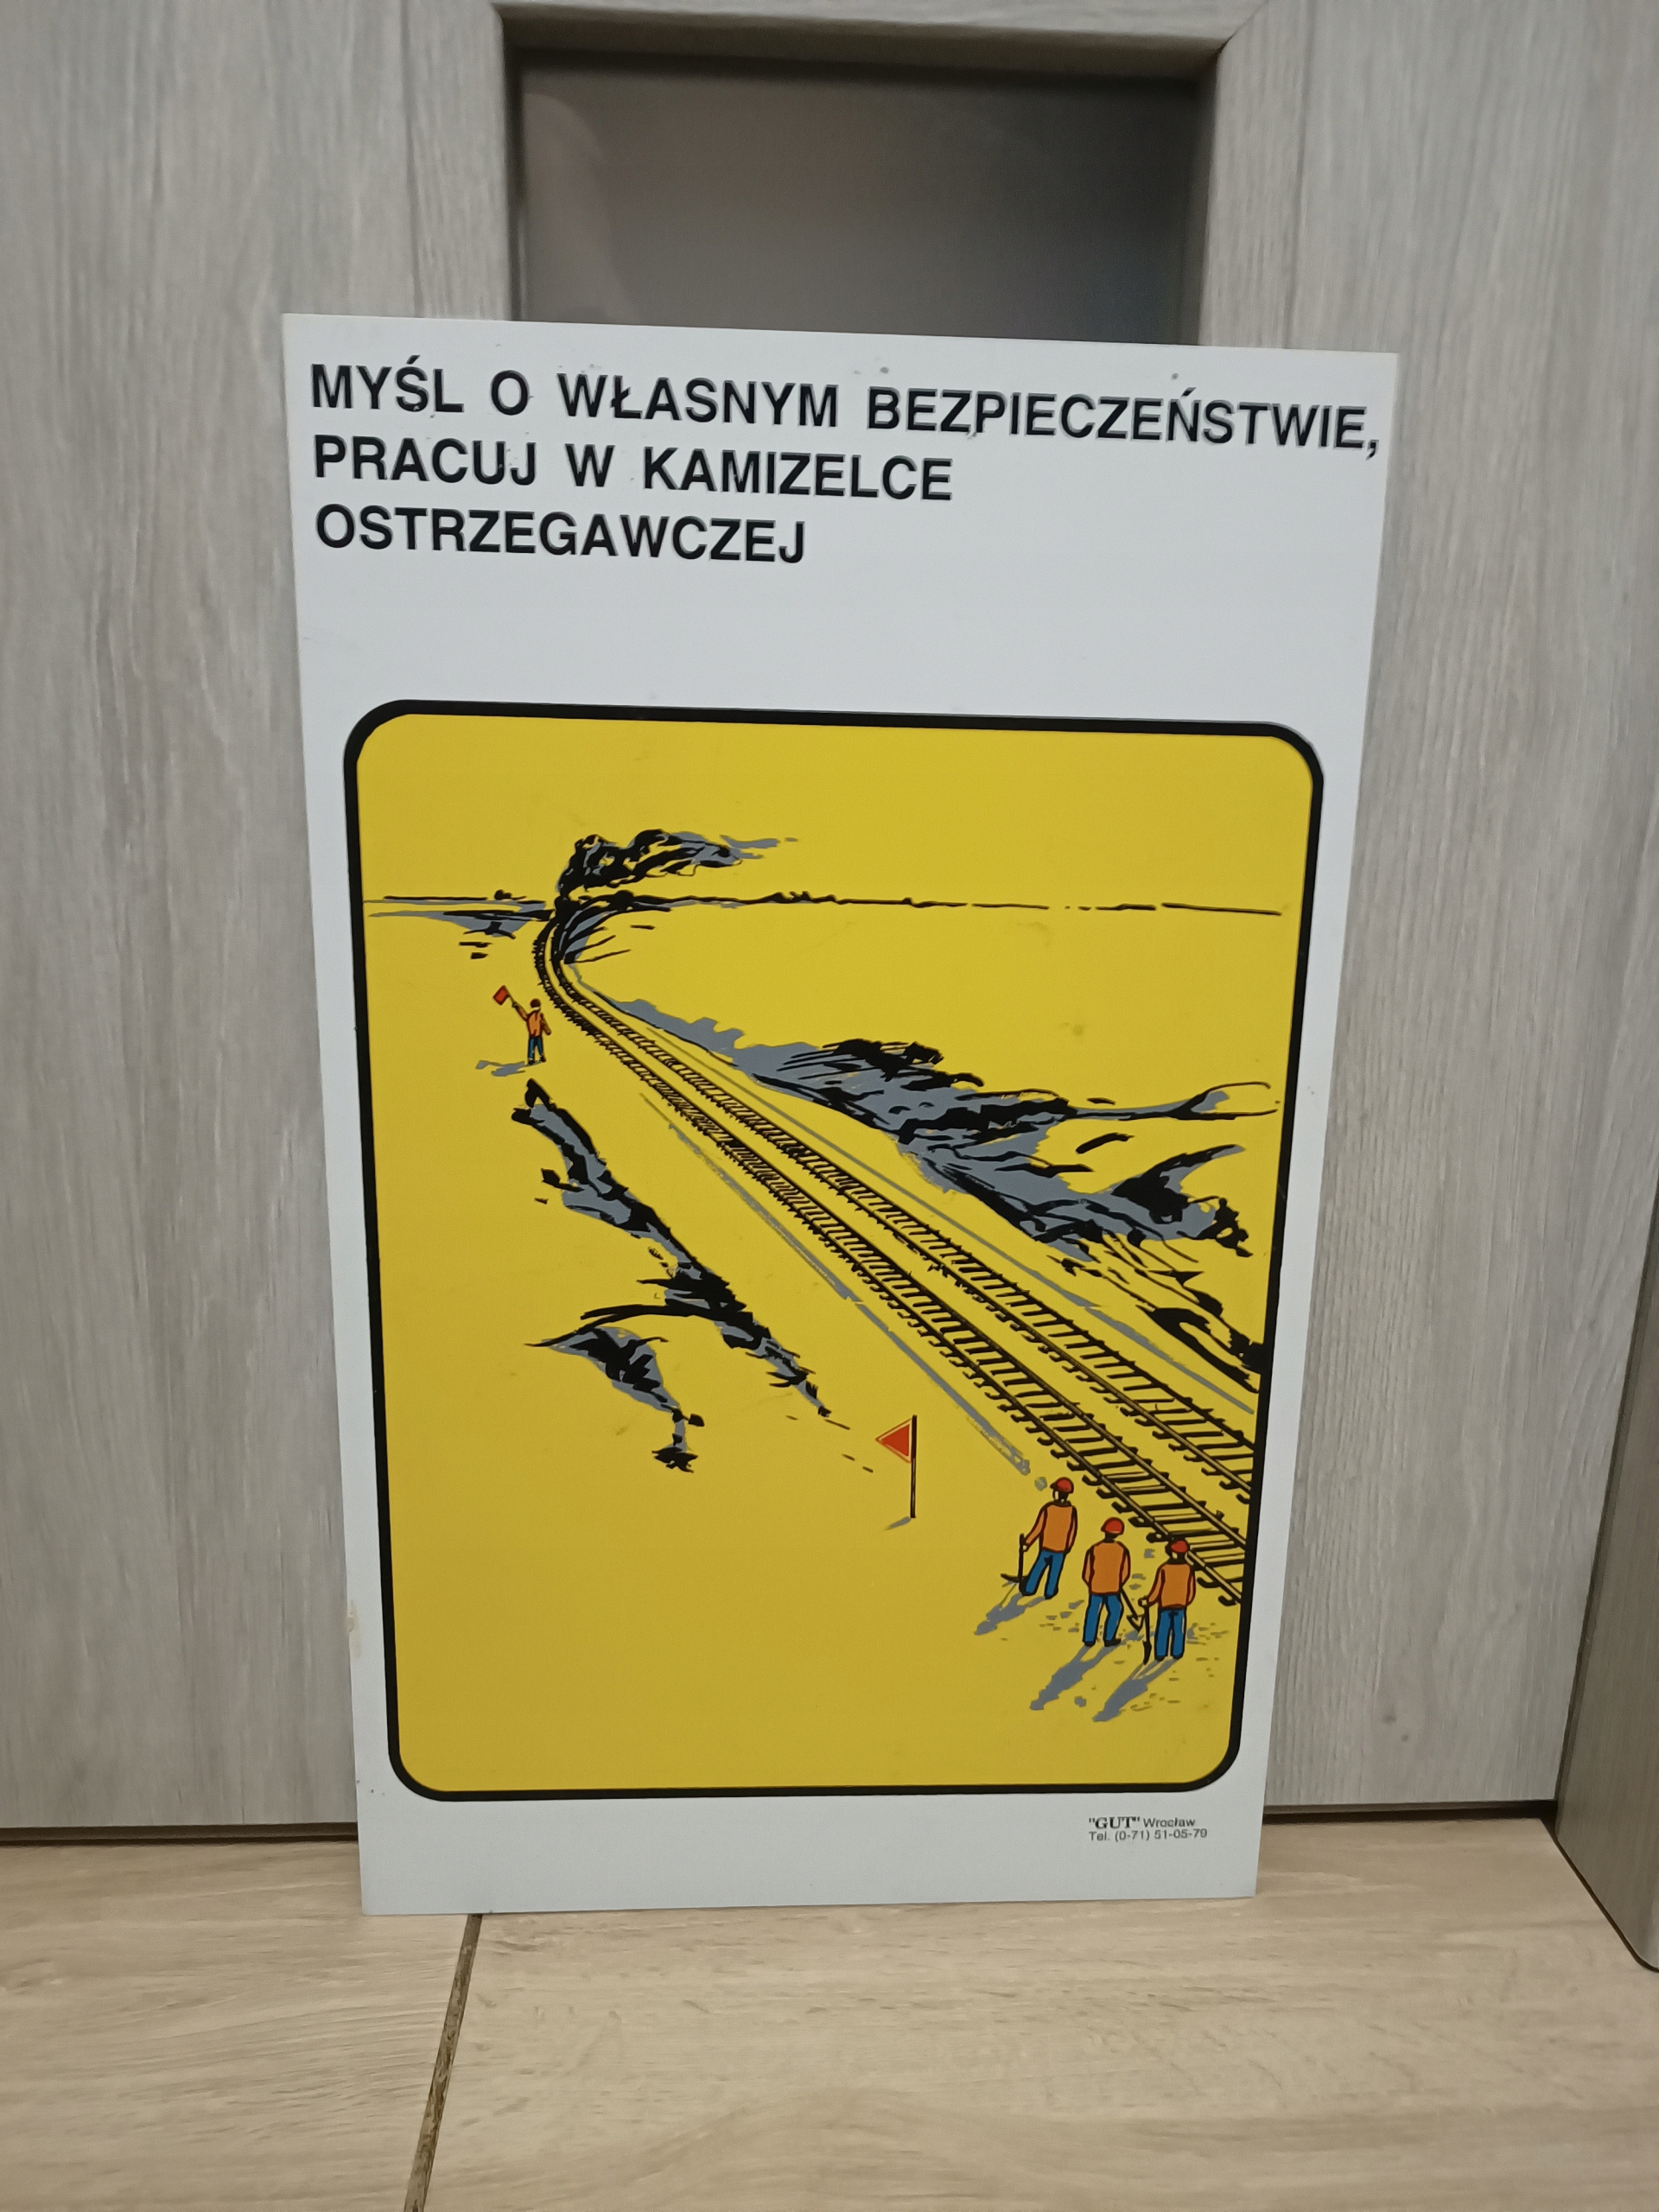 MYŚL O WŁASNYM BEZPIECZEŃSTWIE,
PRACUJ W KAMIZELCE
OSTRZEGAWCZEJ
"GUT" Wrocław
Tel. (0-71) 51-05-79